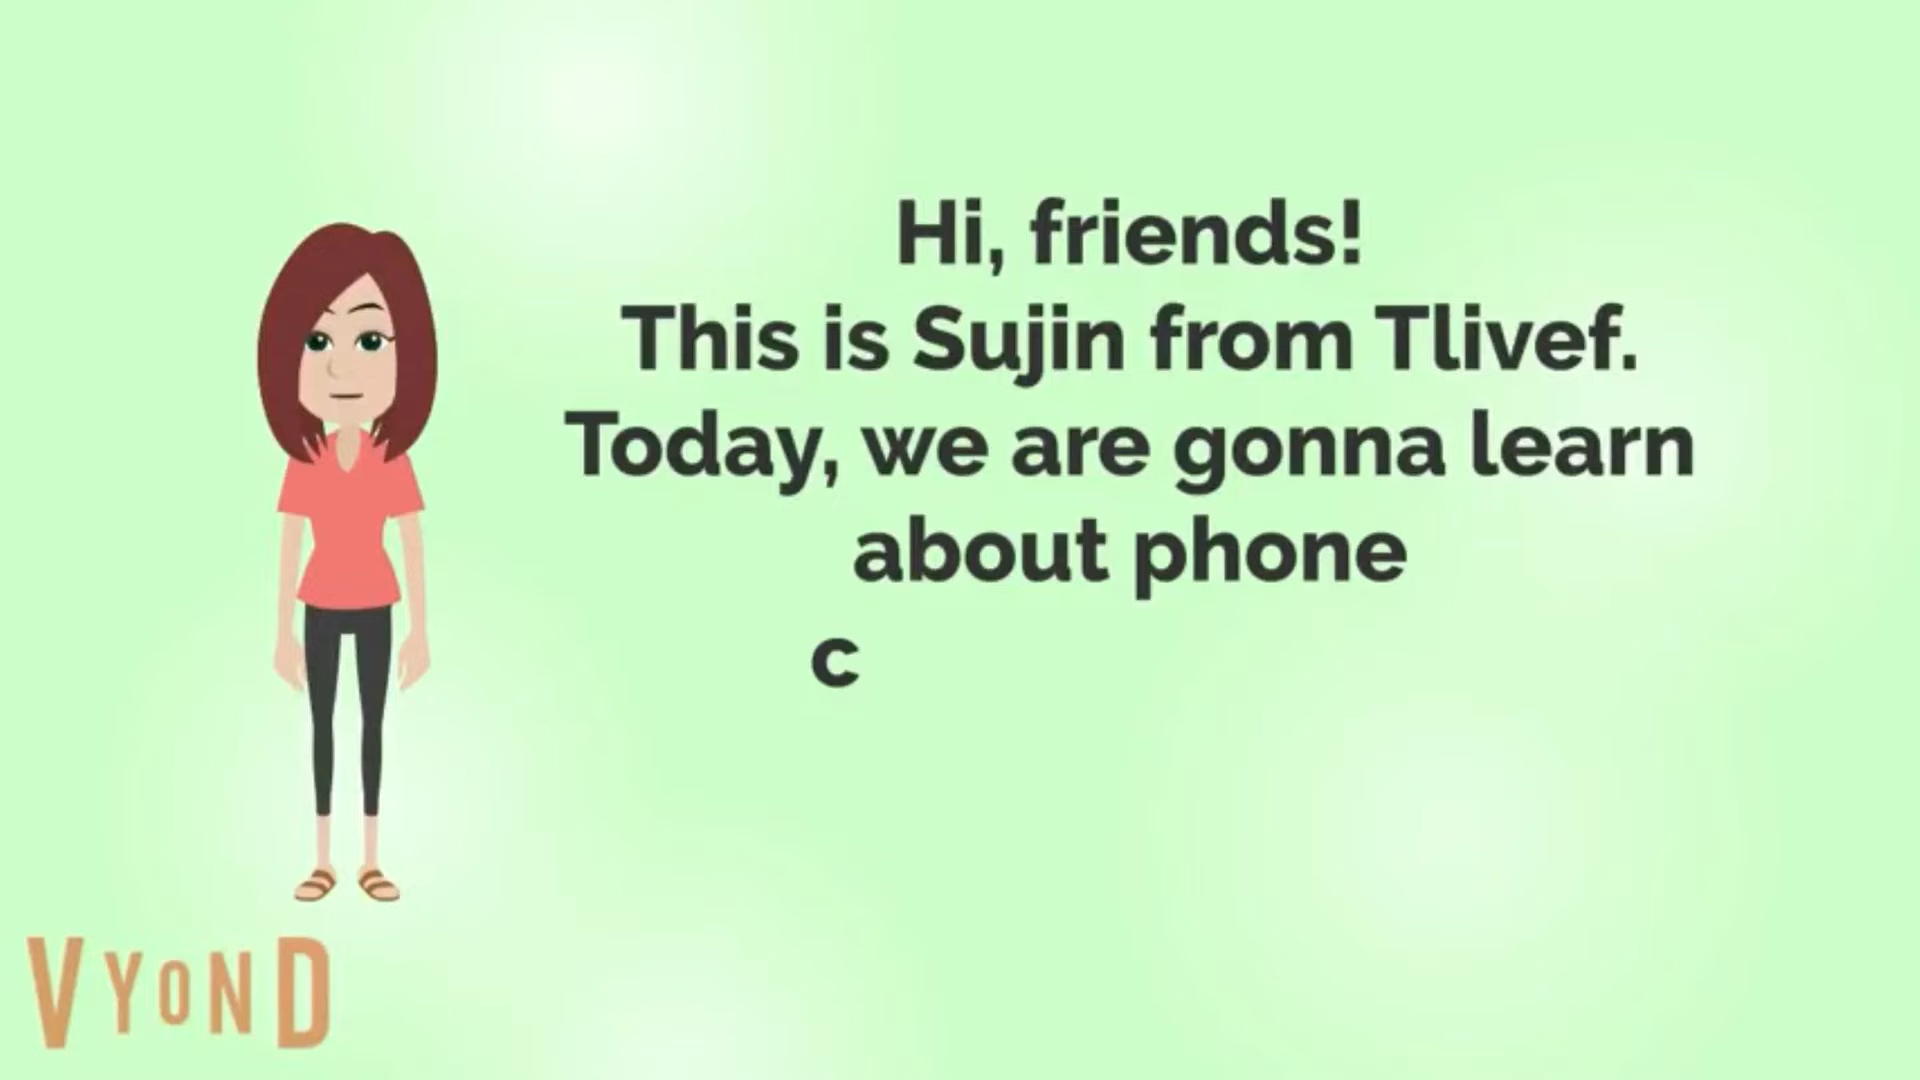 Hi, friends!
This is Sujin from Tlivef.
Today, we are gonna learn
about phone
c
VYOND